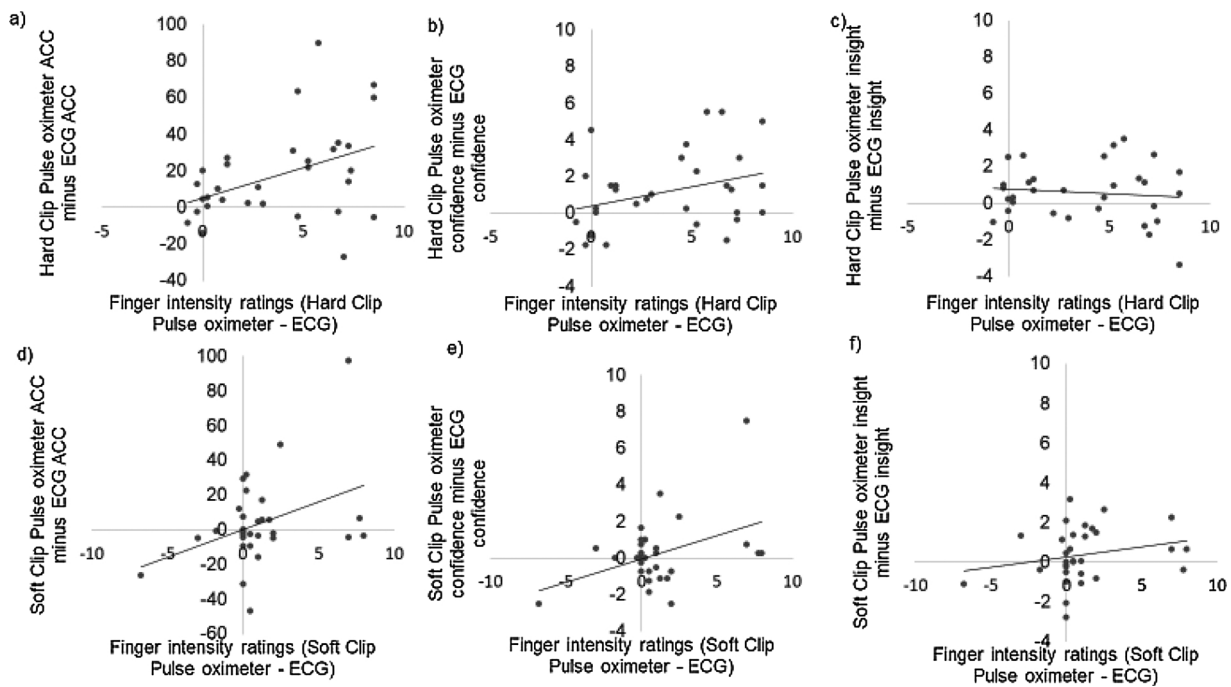 a)
Hard Clip Pulse oximeter ACC
minus ECG ACC
100
80
60
40
20
0
-20
-40
-5
0
5
10
Finger intensity ratings (Hard Clip
Pulse oximeter - ECG)
b)
Hard Clip Pulse oximeter
confidence minus ECG
confidence
10
8
6
4
2
0
-2
-4
-5
0
5
10
Finger intensity ratings (Hard Clip
Pulse oximeter - ECG)
c)
Hard Clip Pulse oximeter insight
minus ECG insight
10
8
6
4
2
0
-2
-4
-5
0
5
10
Finger intensity ratings (Hard Clip
Pulse oximeter - ECG)
d)
Soft Clip Pulse oximeter ACC
minus ECG ACC
100
80
60
40
20
0
-20
-40
-60
-10
-5
0
5
10
Finger intensity ratings (Soft Clip
Pulse oximeter - ECG)
e)
Soft Clip Pulse oximeter
confidence minus ECG
confidence
10
8
6
4
2
0
-2
-4
-10
-5
0
5
10
Finger intensity ratings (Soft Clip
Pulse oximeter - ECG)
f)
Soft Clip Pulse oximeter insight
minus ECG insight
10
8
6
4
2
0
-2
-4
-10
-5
0
5
10
Finger intensity ratings (Soft Clip
Pulse oximeter - ECG)